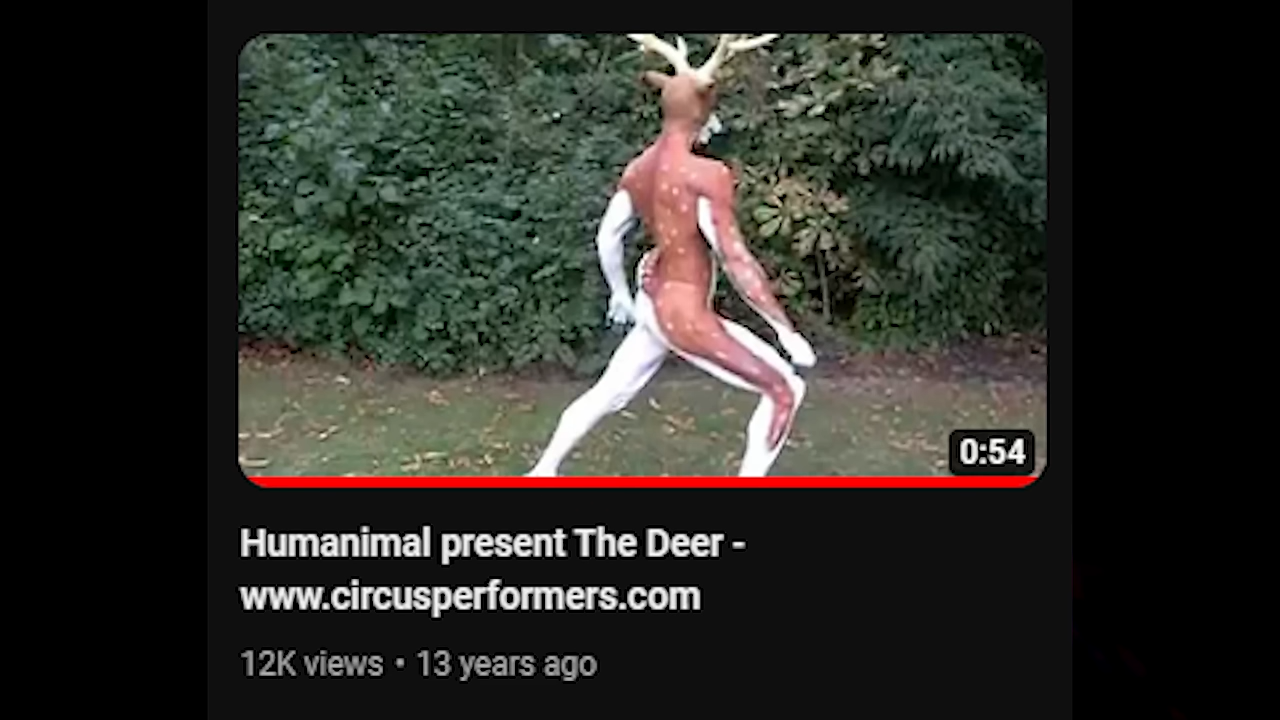 0:54
Humanimal present The Deer -
www.circusperformers.com
12K views • 13 years ago